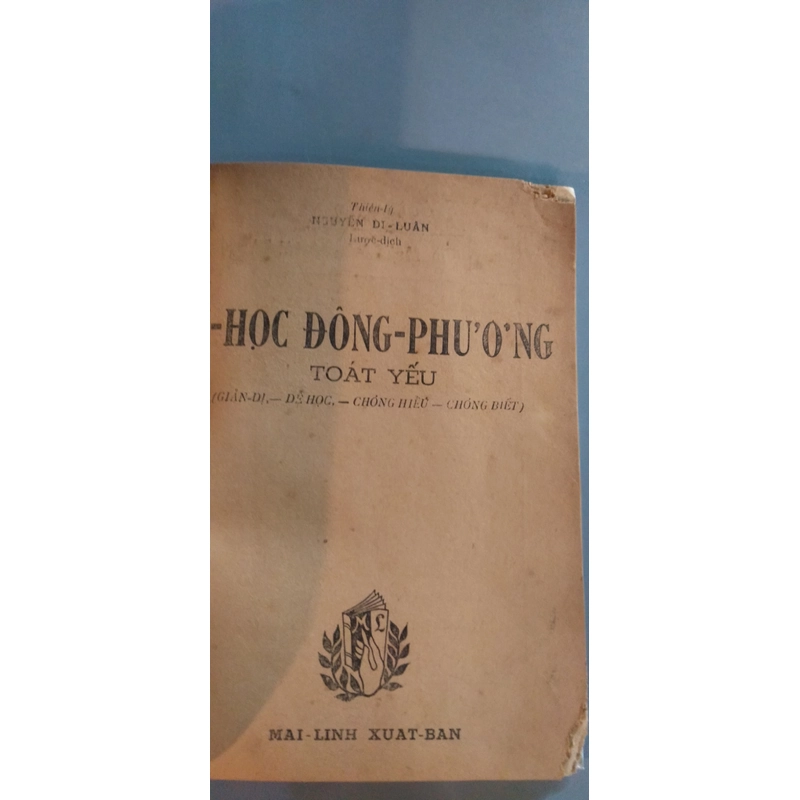 Thiên-lý
NGUYỄN DI-LUÂN
lược-dịch
-HỌC ĐÔNG-PHƯƠNG
TOÁT YẾU
(GIẢN-DỊ,— DỄ HỌC, — CHÓNG HIỂU — CHÓNG BIẾT)
M L
MAI-LINH XUAT-BAN